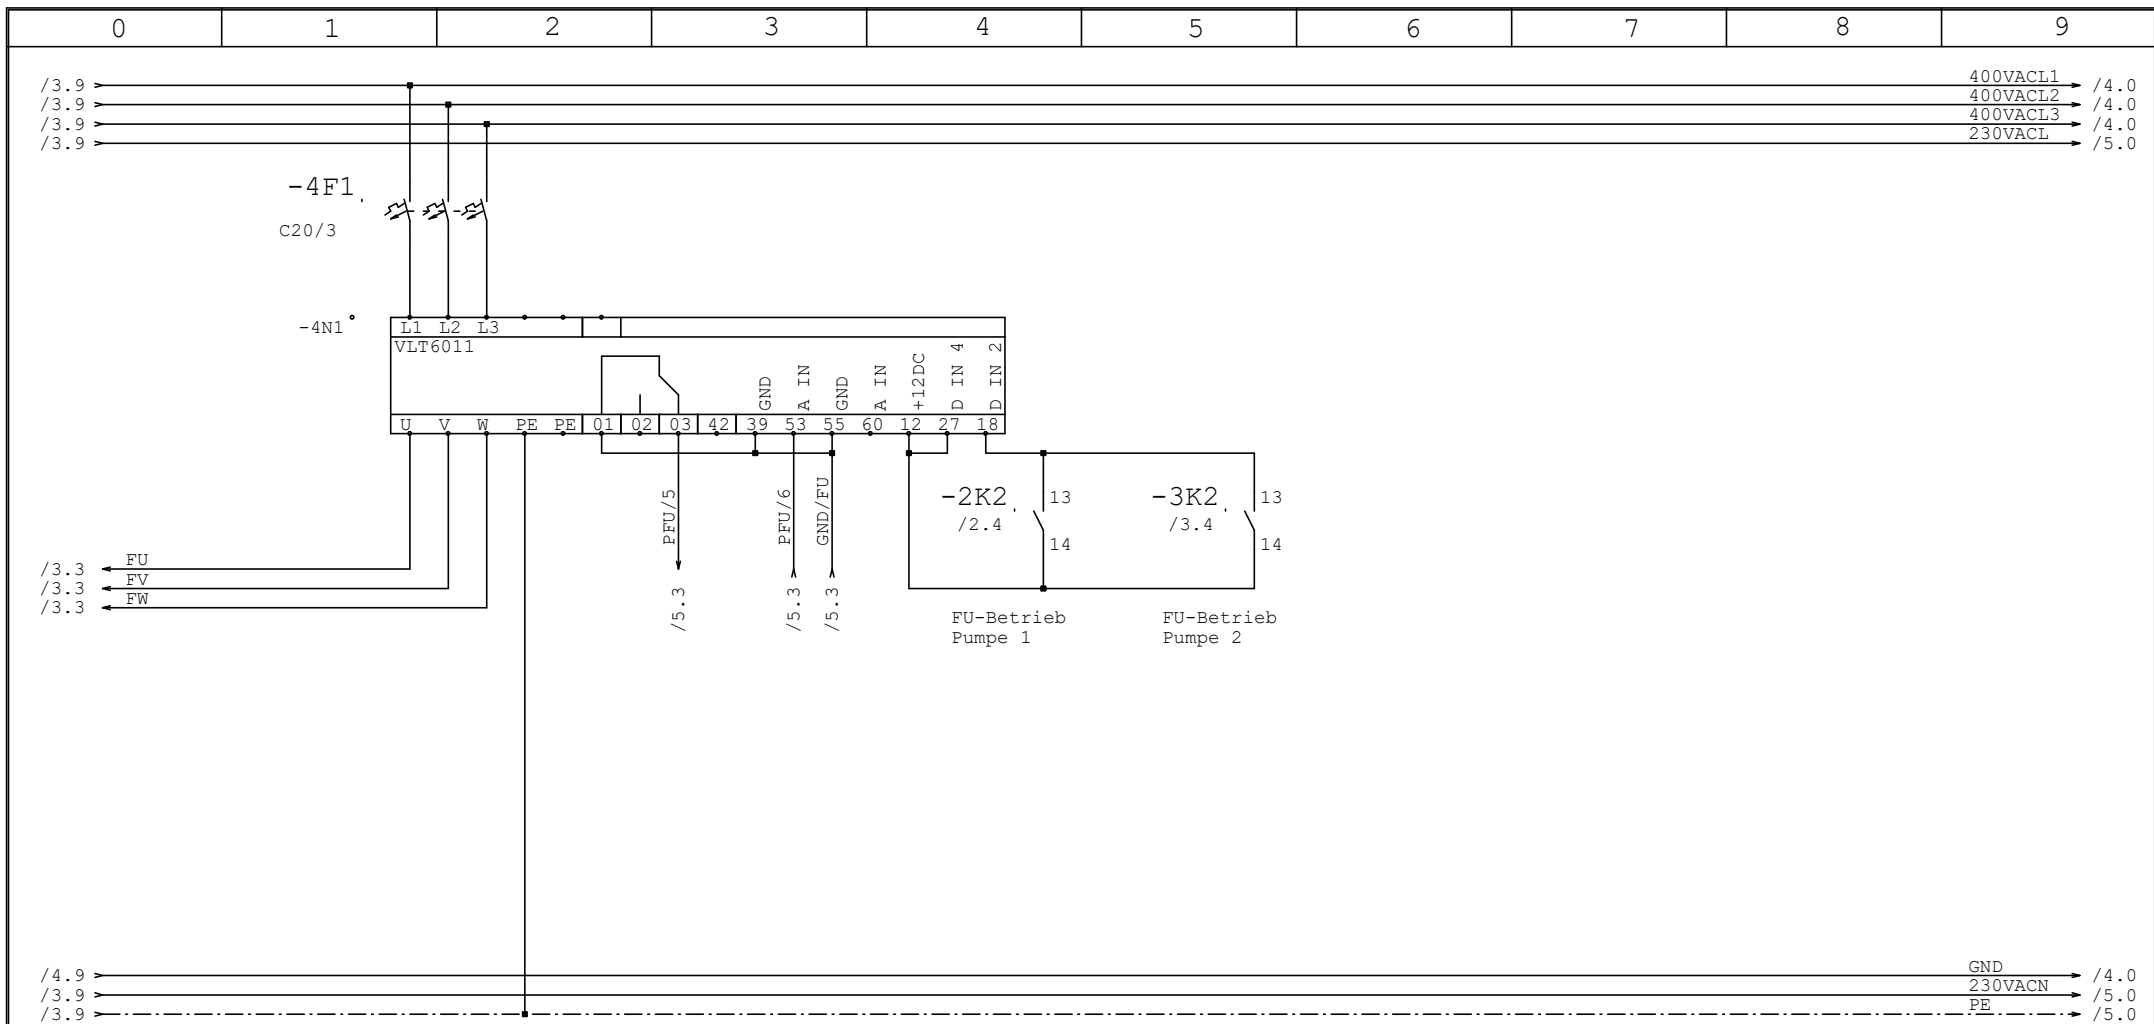 0 1 2 3 4 5 6 7 8 9
/3.9 400VACL1 /4.0
/3.9 400VACL2 /4.0
/3.9 400VACL3 /4.0
/3.9 230VACL /5.0
-4F1
C20/3
-4N1
L1 L2 L3
VLT6011
GND
A IN
GND
A IN
+12DC
D IN 4
D IN 2
U V W PE PE 01 02 03 42 39 53 55 60 12 27 18
PFU/5
PFU/6
GND/FU
-2K2 13
/2.4
14
-3K2 13
/3.4
14
/3.3 FU
/3.3 FV
/3.3 FW
/5.3
/5.3
/5.3
FU-Betrieb
Pumpe 1
FU-Betrieb
Pumpe 2
/4.9 GND /4.0
/3.9 230VACN /5.0
/3.9 PE /5.0